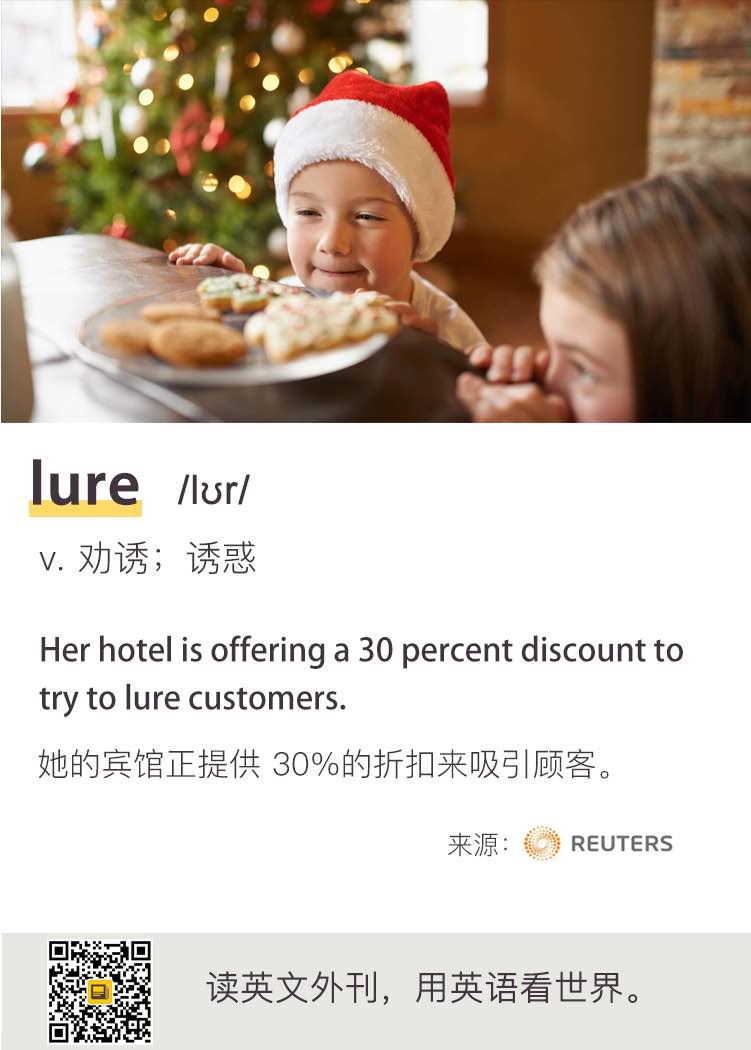 lure /lʊr/
v. 劝诱；诱惑
Her hotel is offering a 30 percent discount to
try to lure customers.
她的宾馆正提供 30%的折扣来吸引顾客。
来源： REUTERS
读英文外刊，用英语看世界。